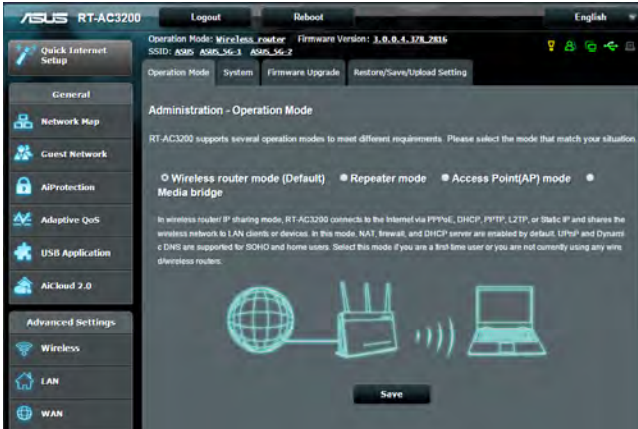 ASUS RT-AC3200
Logout
Reboot
English
Operation Mode: Wireless router Firmware Version: 3.0.0.4.378_2816
SSID: ASUS ASUS_5G-1 ASUS_5G-2
Quick Internet Setup
General
Network Map
Guest Network
AiProtection
Adaptive QoS
USB Application
AiCloud 2.0
Advanced Settings
Wireless
LAN
WAN
Operation Mode
System
Firmware Upgrade
Restore/Save/Upload Setting
Administration - Operation Mode
RT-AC3200 supports several operation modes to meet different requirements. Please select the mode that match your situation.
Wireless router mode (Default)
Repeater mode
Access Point(AP) mode
Media bridge
In wireless router/ IP sharing mode, RT-AC3200 connects to the Internet via PPPoE, DHCP, PPTP, L2TP, or Static IP and shares the
wireless network to LAN clients or devices. In this mode, NAT, firewall, and DHCP server are enabled by default. UPnP and Dynami
c DNS are supported for SOHO and home users. Select this mode if you are a first-time user or you are not currently using any wire
d/wireless routers.
Save